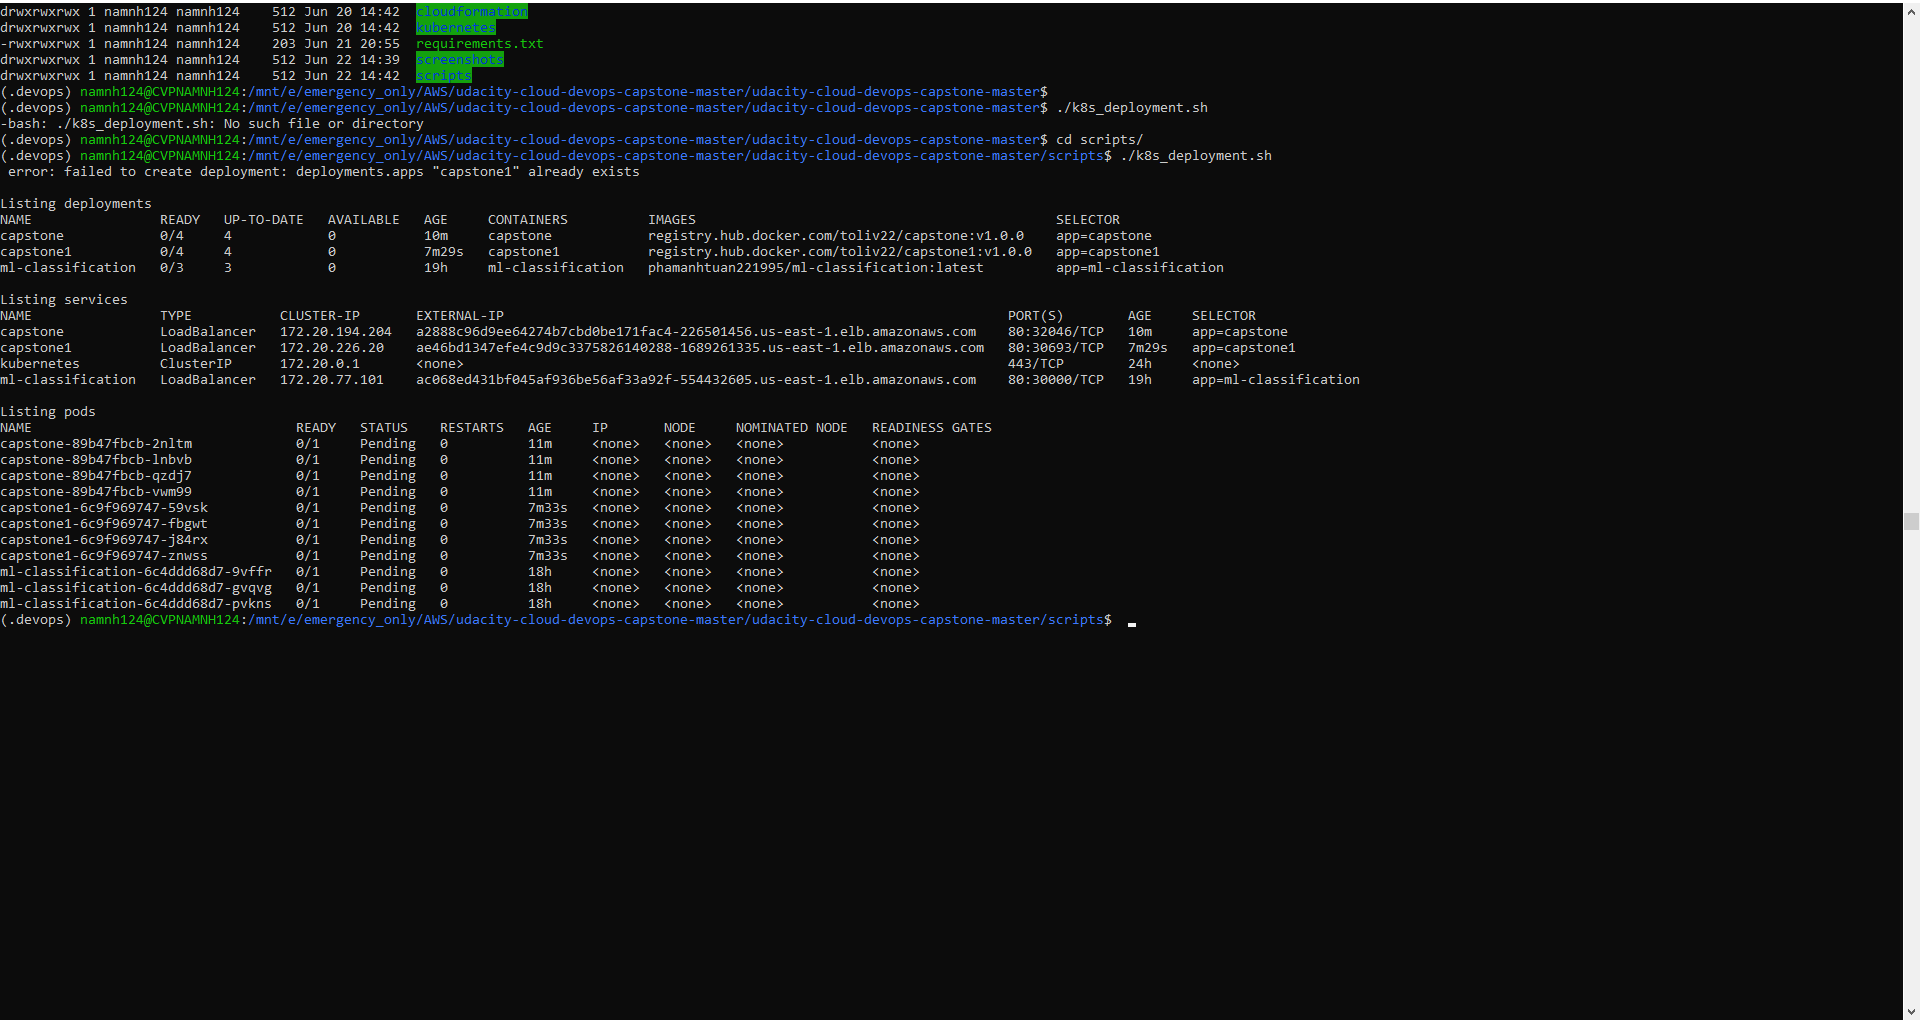 drwxrwxrwx 1 namnh124 namnh124    512 Jun 20 14:42  cloudformation
drwxrwxrwx 1 namnh124 namnh124    512 Jun 20 14:42  kubernetes
-rwxrwxrwx 1 namnh124 namnh124    203 Jun 21 20:55  requirements.txt
drwxrwxrwx 1 namnh124 namnh124    512 Jun 22 14:39  screenshots
drwxrwxrwx 1 namnh124 namnh124    512 Jun 22 14:42  scripts
(.devops) namnh124@CVPNAMNH124:/mnt/e/emergency_only/AWS/udacity-cloud-devops-capstone-master/udacity-cloud-devops-capstone-master$
(.devops) namnh124@CVPNAMNH124:/mnt/e/emergency_only/AWS/udacity-cloud-devops-capstone-master/udacity-cloud-devops-capstone-master$ ./k8s_deployment.sh
-bash: ./k8s_deployment.sh: No such file or directory
(.devops) namnh124@CVPNAMNH124:/mnt/e/emergency_only/AWS/udacity-cloud-devops-capstone-master/udacity-cloud-devops-capstone-master$ cd scripts/
(.devops) namnh124@CVPNAMNH124:/mnt/e/emergency_only/AWS/udacity-cloud-devops-capstone-master/udacity-cloud-devops-capstone-master/scripts$ ./k8s_deployment.sh
 error: failed to create deployment: deployments.apps "capstone1" already exists
Listing deployments
NAME                READY   UP-TO-DATE   AVAILABLE   AGE     CONTAINERS          IMAGES                                             SELECTOR
capstone            0/4     4            0           10m     capstone            registry.hub.docker.com/toliv22/capstone:v1.0.0    app=capstone
capstone1           0/4     4            0           7m29s   capstone1           registry.hub.docker.com/toliv22/capstone1:v1.0.0   app=capstone1
ml-classification   0/3     3            0           19h     ml-classification   phamanhtuan221995/ml-classification:latest         app=ml-classification
Listing services
NAME                TYPE           CLUSTER-IP       EXTERNAL-IP                                                               PORT(S)        AGE     SELECTOR
capstone            LoadBalancer   172.20.194.204   a2888c96d9ee64274b7cbd0be171fac4-226501456.us-east-1.elb.amazonaws.com    80:32046/TCP   10m     app=capstone
capstone1           LoadBalancer   172.20.226.20    ae46bd1347efe4c9d9c3375826140288-1689261335.us-east-1.elb.amazonaws.com   80:30693/TCP   7m29s   app=capstone1
kubernetes          ClusterIP      172.20.0.1       <none>                                                                    443/TCP        24h     <none>
ml-classification   LoadBalancer   172.20.77.101    ac068ed431bf045af936be56af33a92f-554432605.us-east-1.elb.amazonaws.com    80:30000/TCP   19h     app=ml-classification
Listing pods
NAME                                 READY   STATUS    RESTARTS   AGE     IP       NODE     NOMINATED NODE   READINESS GATES
capstone-89b47fbcb-2nltm             0/1     Pending   0          11m     <none>   <none>   <none>           <none>
capstone-89b47fbcb-lnbvb             0/1     Pending   0          11m     <none>   <none>   <none>           <none>
capstone-89b47fbcb-qzdj7             0/1     Pending   0          11m     <none>   <none>   <none>           <none>
capstone-89b47fbcb-vwm99             0/1     Pending   0          11m     <none>   <none>   <none>           <none>
capstone1-6c9f969747-59vsk           0/1     Pending   0          7m33s   <none>   <none>   <none>           <none>
capstone1-6c9f969747-fbgwt           0/1     Pending   0          7m33s   <none>   <none>   <none>           <none>
capstone1-6c9f969747-j84rx           0/1     Pending   0          7m33s   <none>   <none>   <none>           <none>
capstone1-6c9f969747-znwss           0/1     Pending   0          7m33s   <none>   <none>   <none>           <none>
ml-classification-6c4ddd68d7-9vffr   0/1     Pending   0          18h     <none>   <none>   <none>           <none>
ml-classification-6c4ddd68d7-gvqvg   0/1     Pending   0          18h     <none>   <none>   <none>           <none>
ml-classification-6c4ddd68d7-pvkns   0/1     Pending   0          18h     <none>   <none>   <none>           <none>
(.devops) namnh124@CVPNAMNH124:/mnt/e/emergency_only/AWS/udacity-cloud-devops-capstone-master/udacity-cloud-devops-capstone-master/scripts$